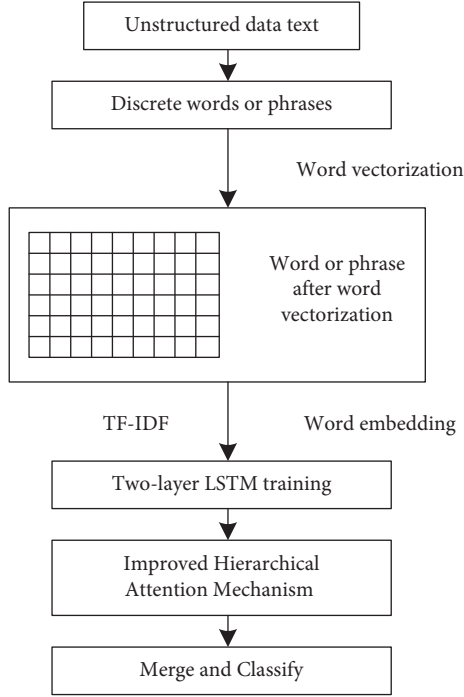 Unstructured data text
Discrete words or phrases
Word vectorization
Word or phrase
after word
vectorization
TF-IDF
Word embedding
Two-layer LSTM training
Improved Hierarchical
Attention Mechanism
Merge and Classify